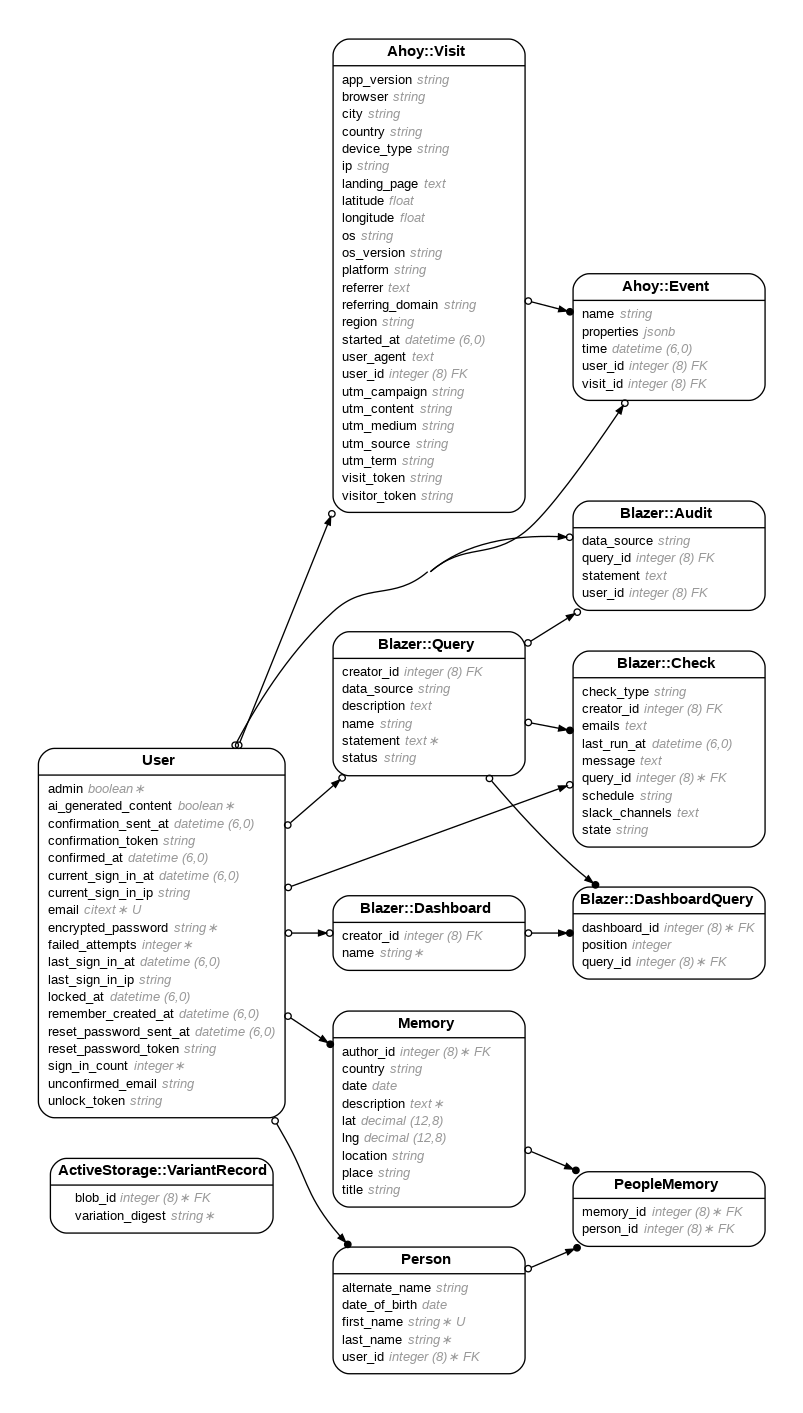 Ahoy::Visit
app_version string
browser string
city string
country string
device_type string
ip string
landing_page text
latitude float
longitude float
os string
os_version string
platform string
referrer text
referring_domain string
region string
started_at datetime (6,0)
user_agent text
user_id integer (8) FK
utm_campaign string
utm_content string
utm_medium string
utm_source string
utm_term string
visit_token string
visitor_token string
Ahoy::Event
name string
properties jsonb
time datetime (6,0)
user_id integer (8) FK
visit_id integer (8) FK
Blazer::Audit
data_source string
query_id integer (8) FK
statement text
user_id integer (8) FK
Blazer::Query
creator_id integer (8) FK
data_source string
description text
name string
statement text∗
status string
Blazer::Check
check_type string
creator_id integer (8) FK
emails text
last_run_at datetime (6,0)
message text
query_id integer (8)∗ FK
schedule string
slack_channels text
state string
User
admin boolean∗
ai_generated_content boolean∗
confirmation_sent_at datetime (6,0)
confirmation_token string
confirmed_at datetime (6,0)
current_sign_in_at datetime (6,0)
current_sign_in_ip string
email citext∗ U
encrypted_password string∗
failed_attempts integer∗
last_sign_in_at datetime (6,0)
last_sign_in_ip string
locked_at datetime (6,0)
remember_created_at datetime (6,0)
reset_password_sent_at datetime (6,0)
reset_password_token string
sign_in_count integer∗
unconfirmed_email string
unlock_token string
Blazer::Dashboard
creator_id integer (8) FK
name string∗
Blazer::DashboardQuery
dashboard_id integer (8)∗ FK
position integer
query_id integer (8)∗ FK
Memory
author_id integer (8)∗ FK
country string
date date
description text∗
lat decimal (12,8)
lng decimal (12,8)
location string
place string
title string
ActiveStorage::VariantRecord
blob_id integer (8)∗ FK
variation_digest string∗
PeopleMemory
memory_id integer (8)∗ FK
person_id integer (8)∗ FK
Person
alternate_name string
date_of_birth date
first_name string∗ U
last_name string∗
user_id integer (8)∗ FK